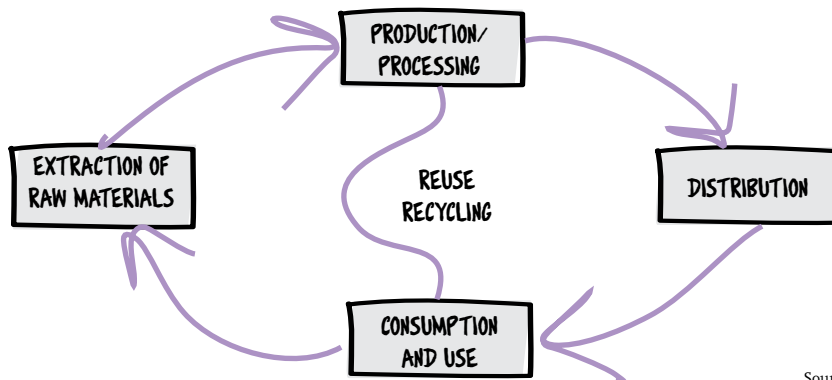 PRODUCTION/
PROCESSING
EXTRACTION OF
RAW MATERIALS
REUSE
RECYCLING
DISTRIBUTION
CONSUMPTION
AND USE